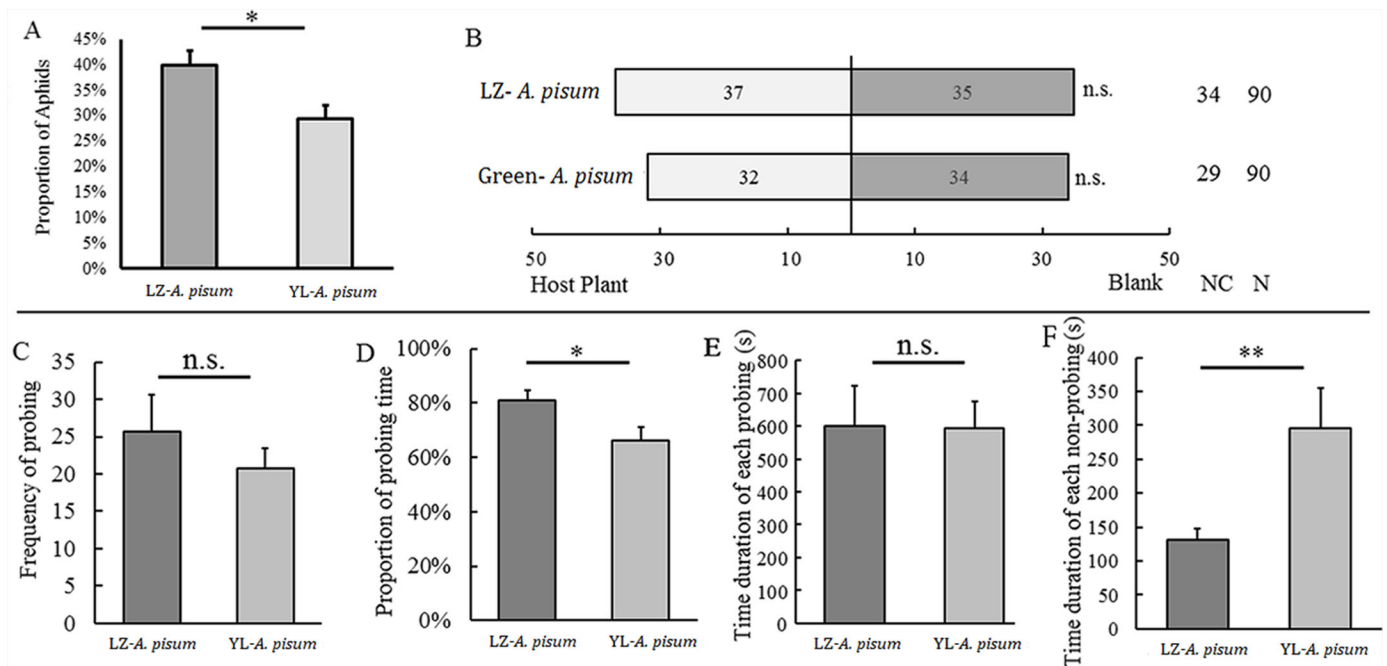 A
*
45%
40%
35%
30%
25%
20%
15%
10%
5%
0%
Proportion of Aphids
LZ-A. pisum
YL-A. pisum
B
LZ- A. pisum
37
35
n.s.
34
90
Green- A. pisum
32
34
n.s.
29
90
50
30
10
10
30
50
Host Plant
Blank
NC
N
C
n.s.
35
30
25
20
15
10
5
0
Frequency of probing
LZ-A. pisum
YL-A. pisum
D
*
100%
80%
60%
40%
20%
0%
Proportion of probing time
LZ-A. pisum
YL-A. pisum
E
n.s.
800
700
600
500
400
300
200
100
0
Time duration of each probing (s)
LZ-A. pisum
YL-A. pisum
F
**
400
350
300
250
200
150
100
50
0
Time duration of each non-probing (s)
LZ-A. pisum
YL-A. pisum